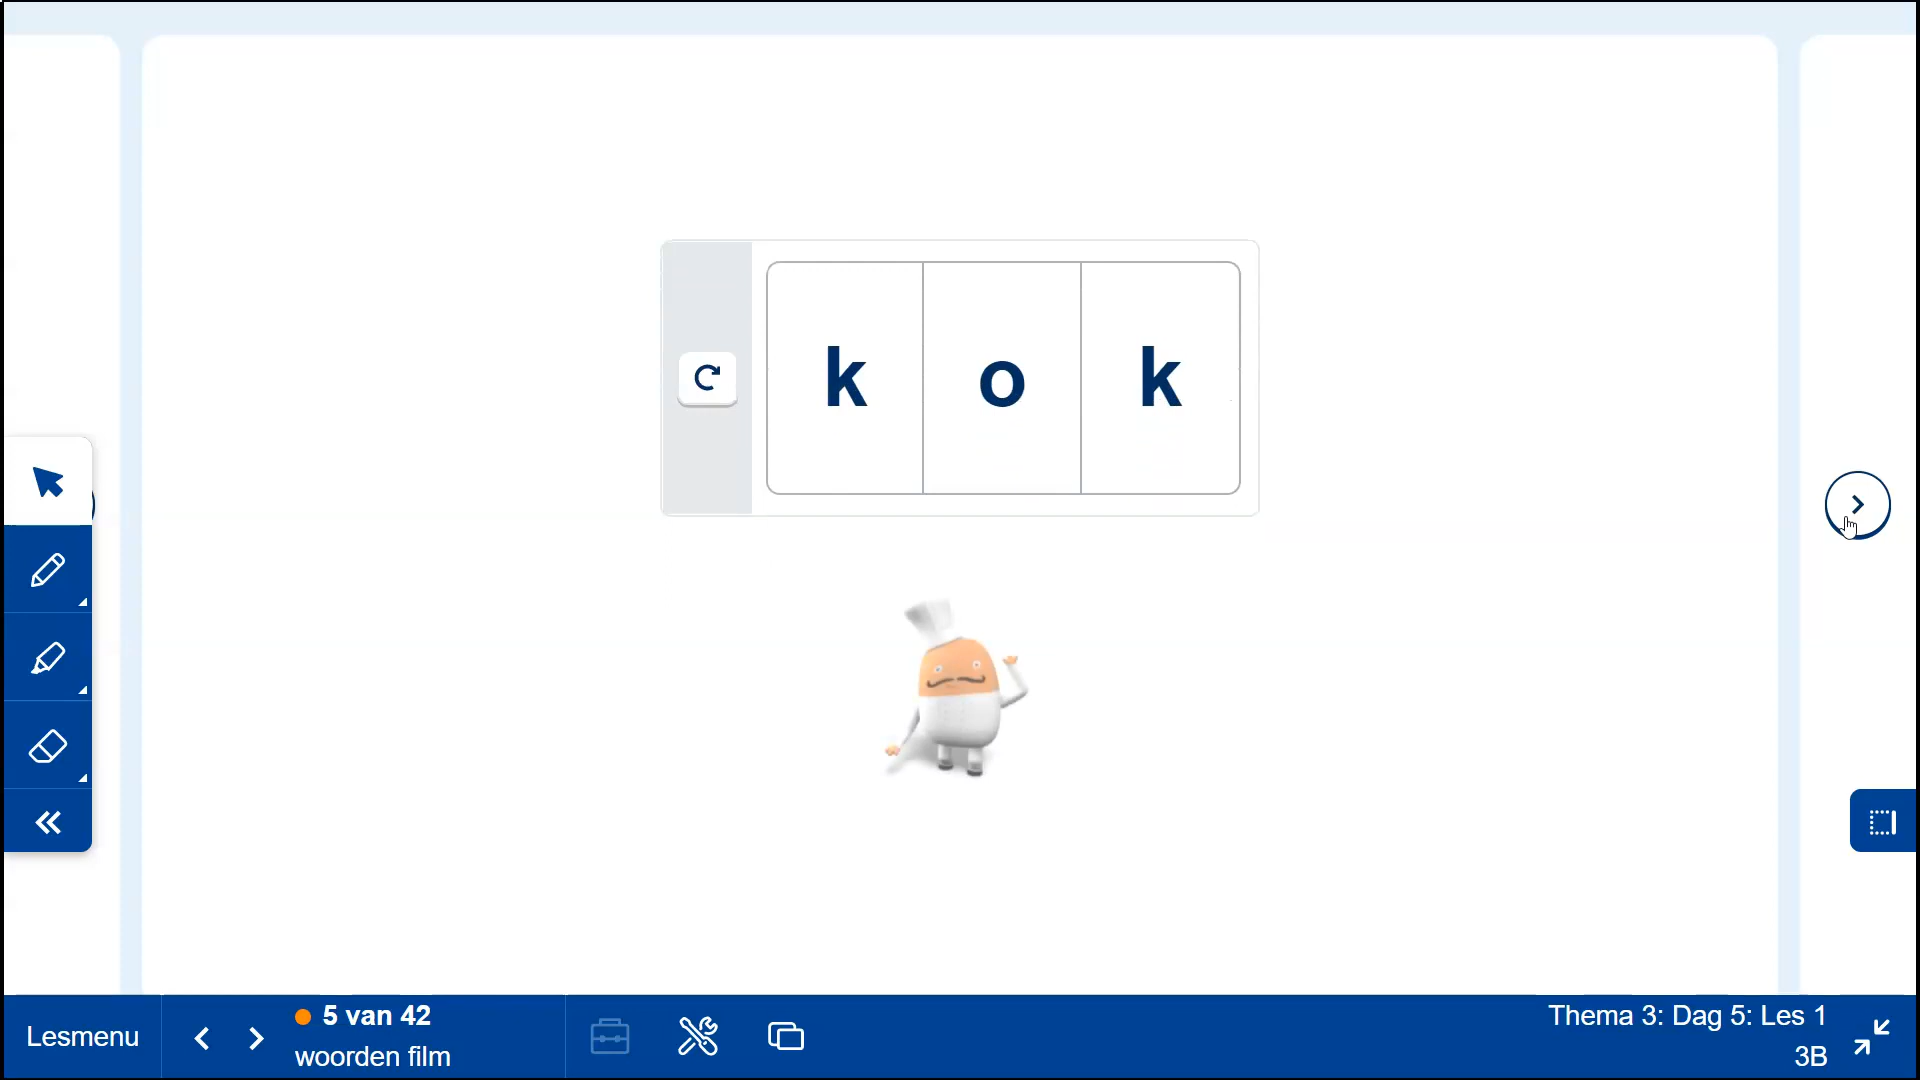 k o k
Lesmenu
5 van 42
woorden film
Thema 3: Dag 5: Les 1
3B